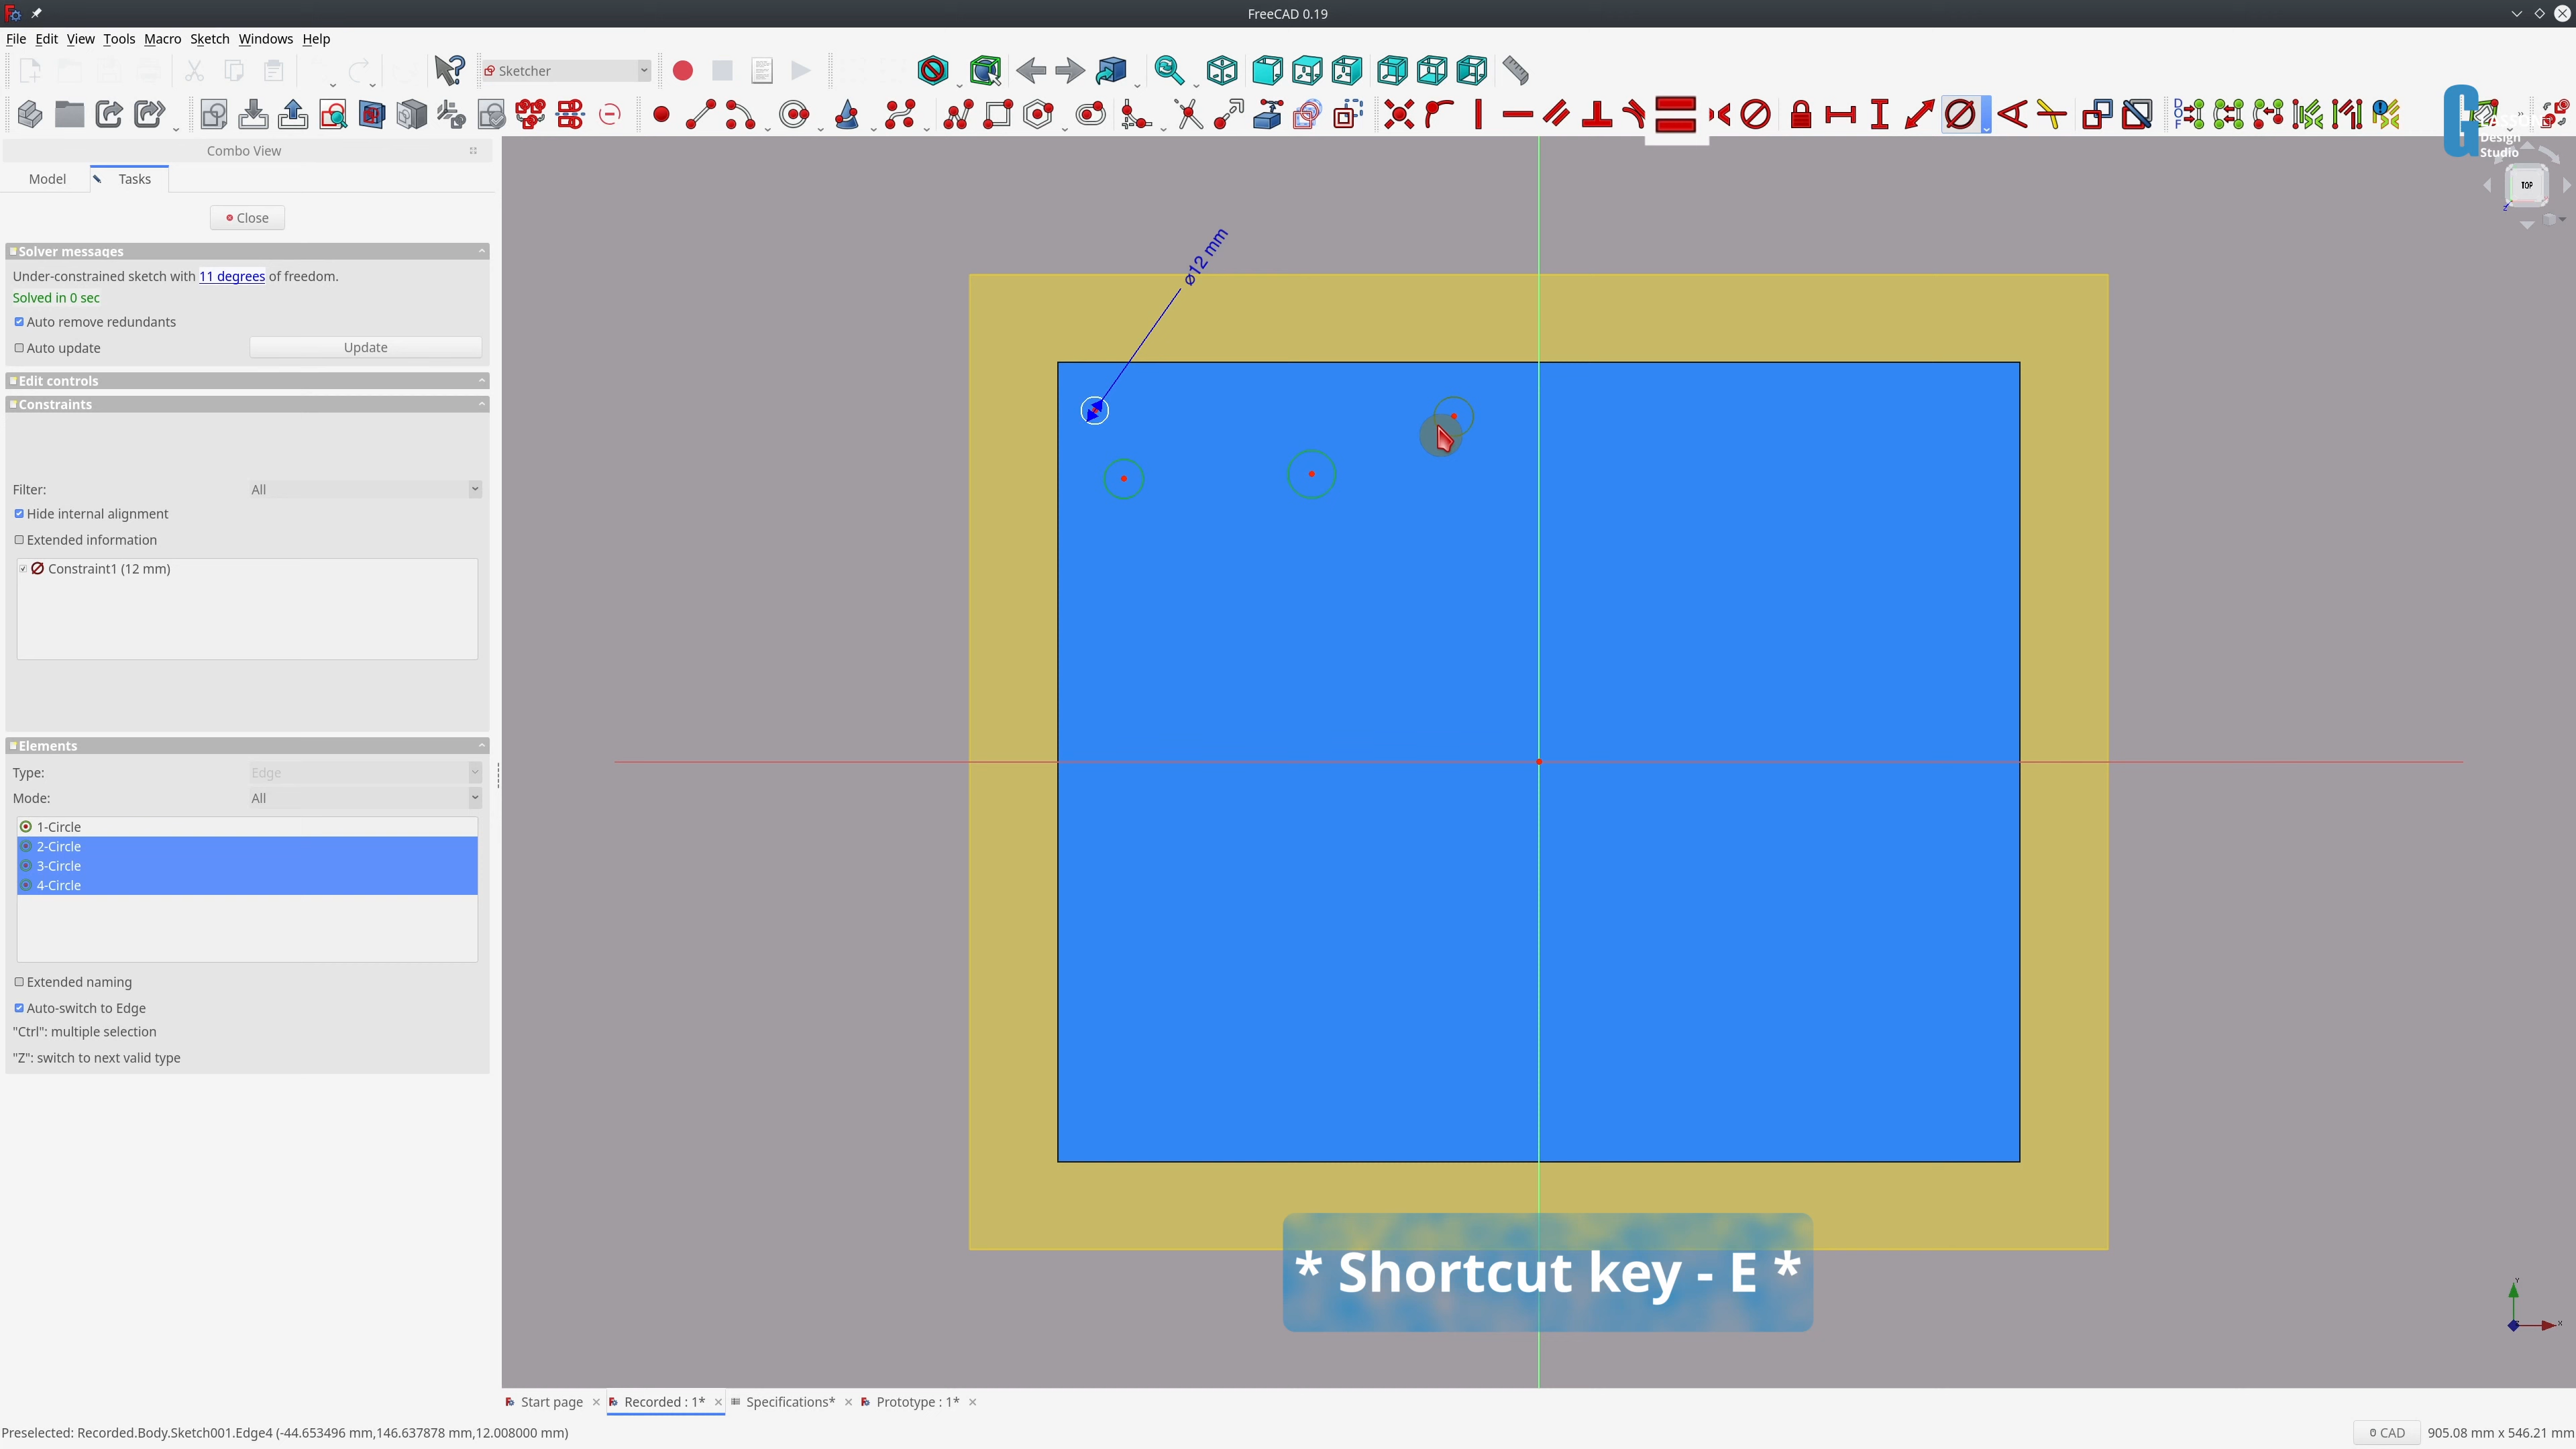 FreeCAD 0.19
File Edit View Tools Macro Sketch Windows Help
Sketcher
Design
Studio
TOP
Combo View
Model Tasks
Close
Solver messages
Under-constrained sketch with 11 degrees of freedom.
Solved in 0 sec
Auto remove redundants
Auto update Update
Edit controls
Constraints
Filter: All
Hide internal alignment
Extended information
Constraint1 (12 mm)
Elements
Type: Edge
Mode: All
1-Circle
2-Circle
3-Circle
4-Circle
Extended naming
Auto-switch to Edge
"Ctrl": multiple selection
"Z": switch to next valid type
⌀12 mm
* Shortcut key - E *
Start page Recorded : 1* Specifications* Prototype : 1*
Preselected: Recorded.Body.Sketch001.Edge4 (-44.653496 mm,146.637878 mm,12.008000 mm)
CAD 905.08 mm x 546.21 mm